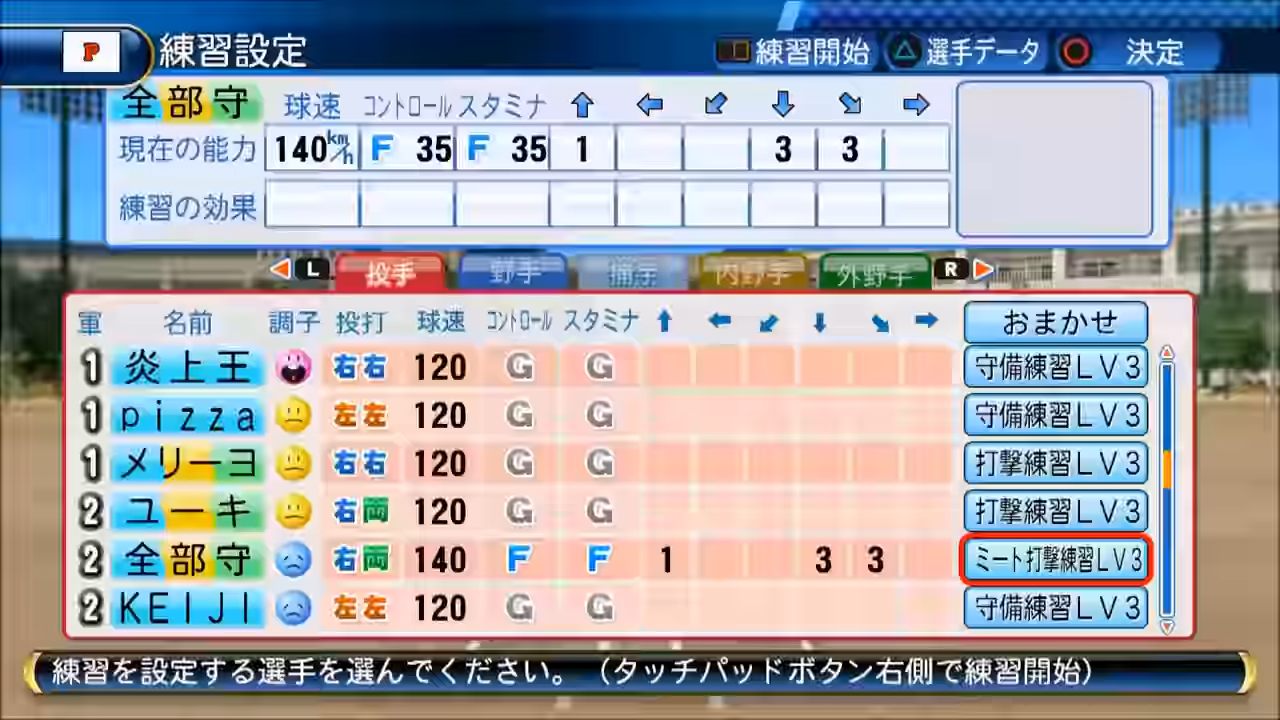 P 練習設定 練習開始 選手データ 決定
全部守 球速 コントロール スタミナ ↑ ← ↙ ↓ ↘ →
現在の能力 140km/h F 35 F 35 1 3 3
練習の効果
L 投手 野手 捕手 内野手 外野手 R
軍 名前 調子 投打 球速 コントロール スタミナ ↑ ← ↙ ↓ ↘ → おまかせ
1 炎上王 右右 120 G G 守備練習LV3
1 pizza 左左 120 G G 守備練習LV3
1 メリーヨ 右右 120 G G 打撃練習LV3
2 ユーキ 右両 120 G G 打撃練習LV3
2 全部守 右両 140 F F 1 3 3 ミート打撃練習LV3
2 KEIJI 左左 120 G G 守備練習LV3
練習を設定する選手を選んでください。（タッチパッドボタン右側で練習開始）